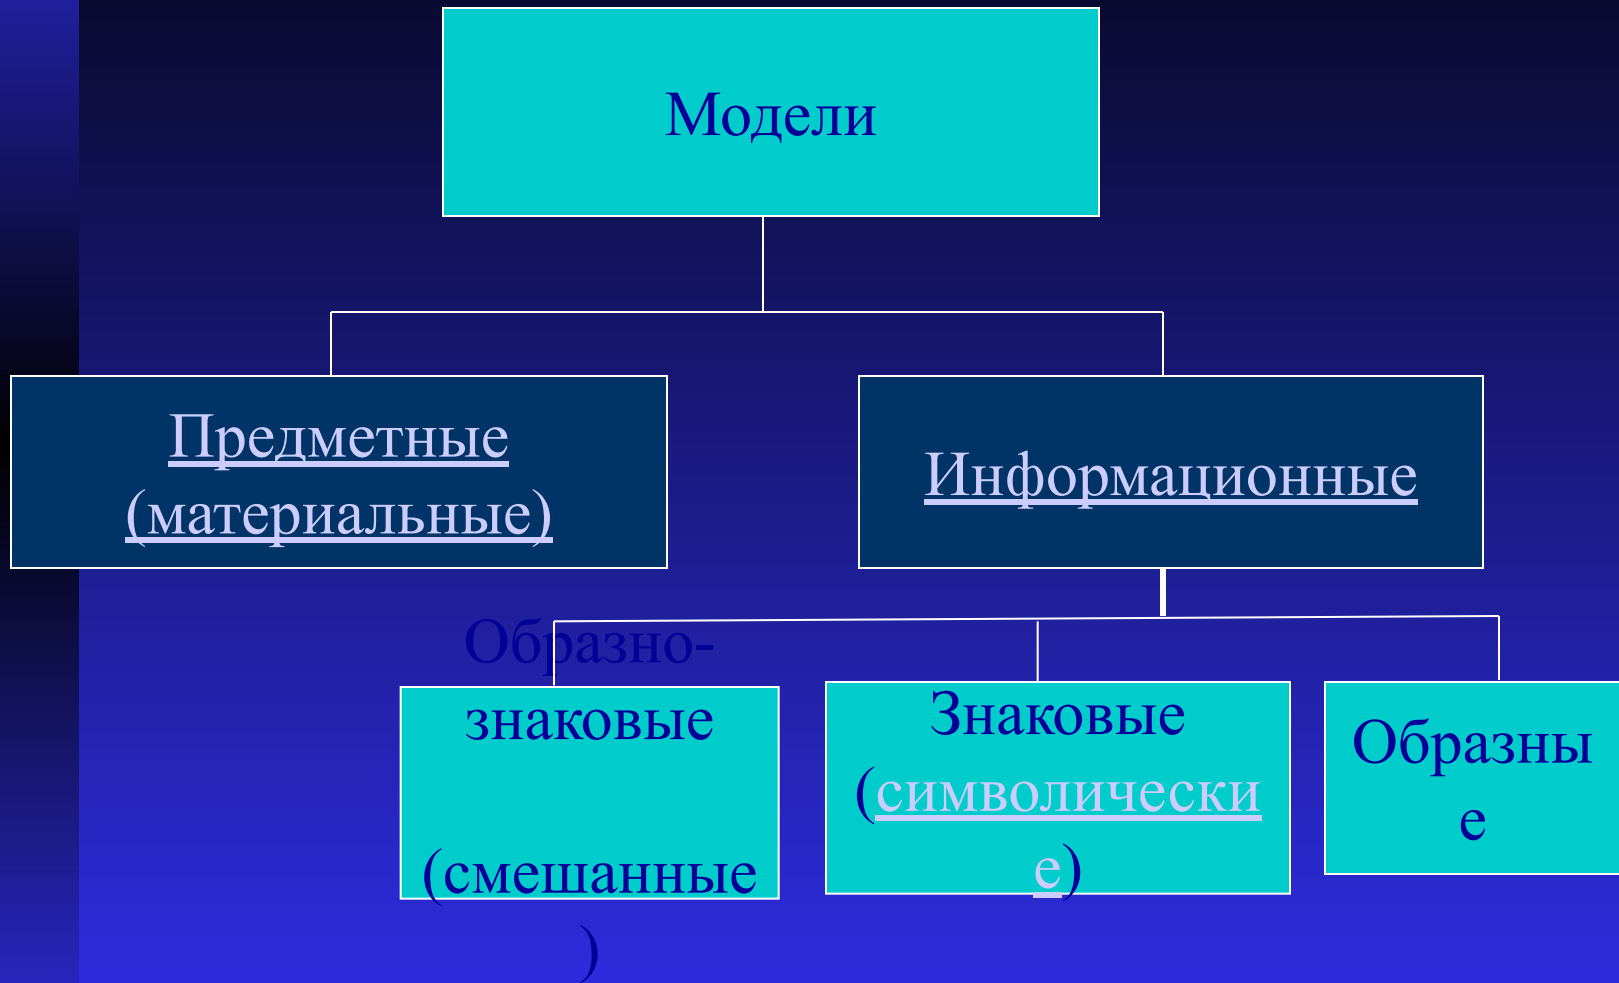 Модели
Предметные
(материальные)
Информационные
Образно-
знаковые
(смешанные
)
Знаковые
(символически
е)
Образны
е